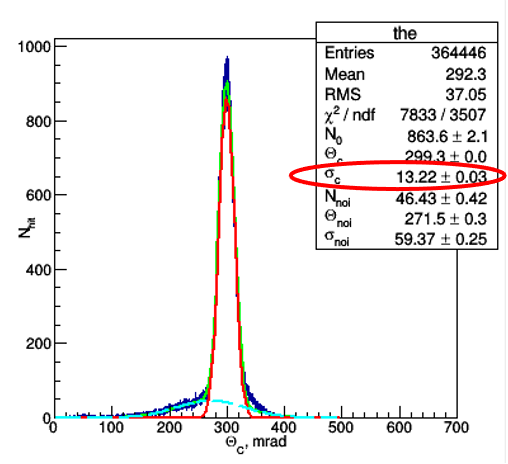 the
Entries 364446
Mean 292.3
RMS 37.05
χ² / ndf 7833 / 3507
N₀ 863.6 ± 2.1
Θc 299.3 ± 0.0
σc 13.22 ± 0.03
Nnoi 46.43 ± 0.42
Θnoi 271.5 ± 0.3
σnoi 59.37 ± 0.25
1000
800
600
400
200
0
Nhit
0 100 200 300 400 500 600 700
ΘC, mrad